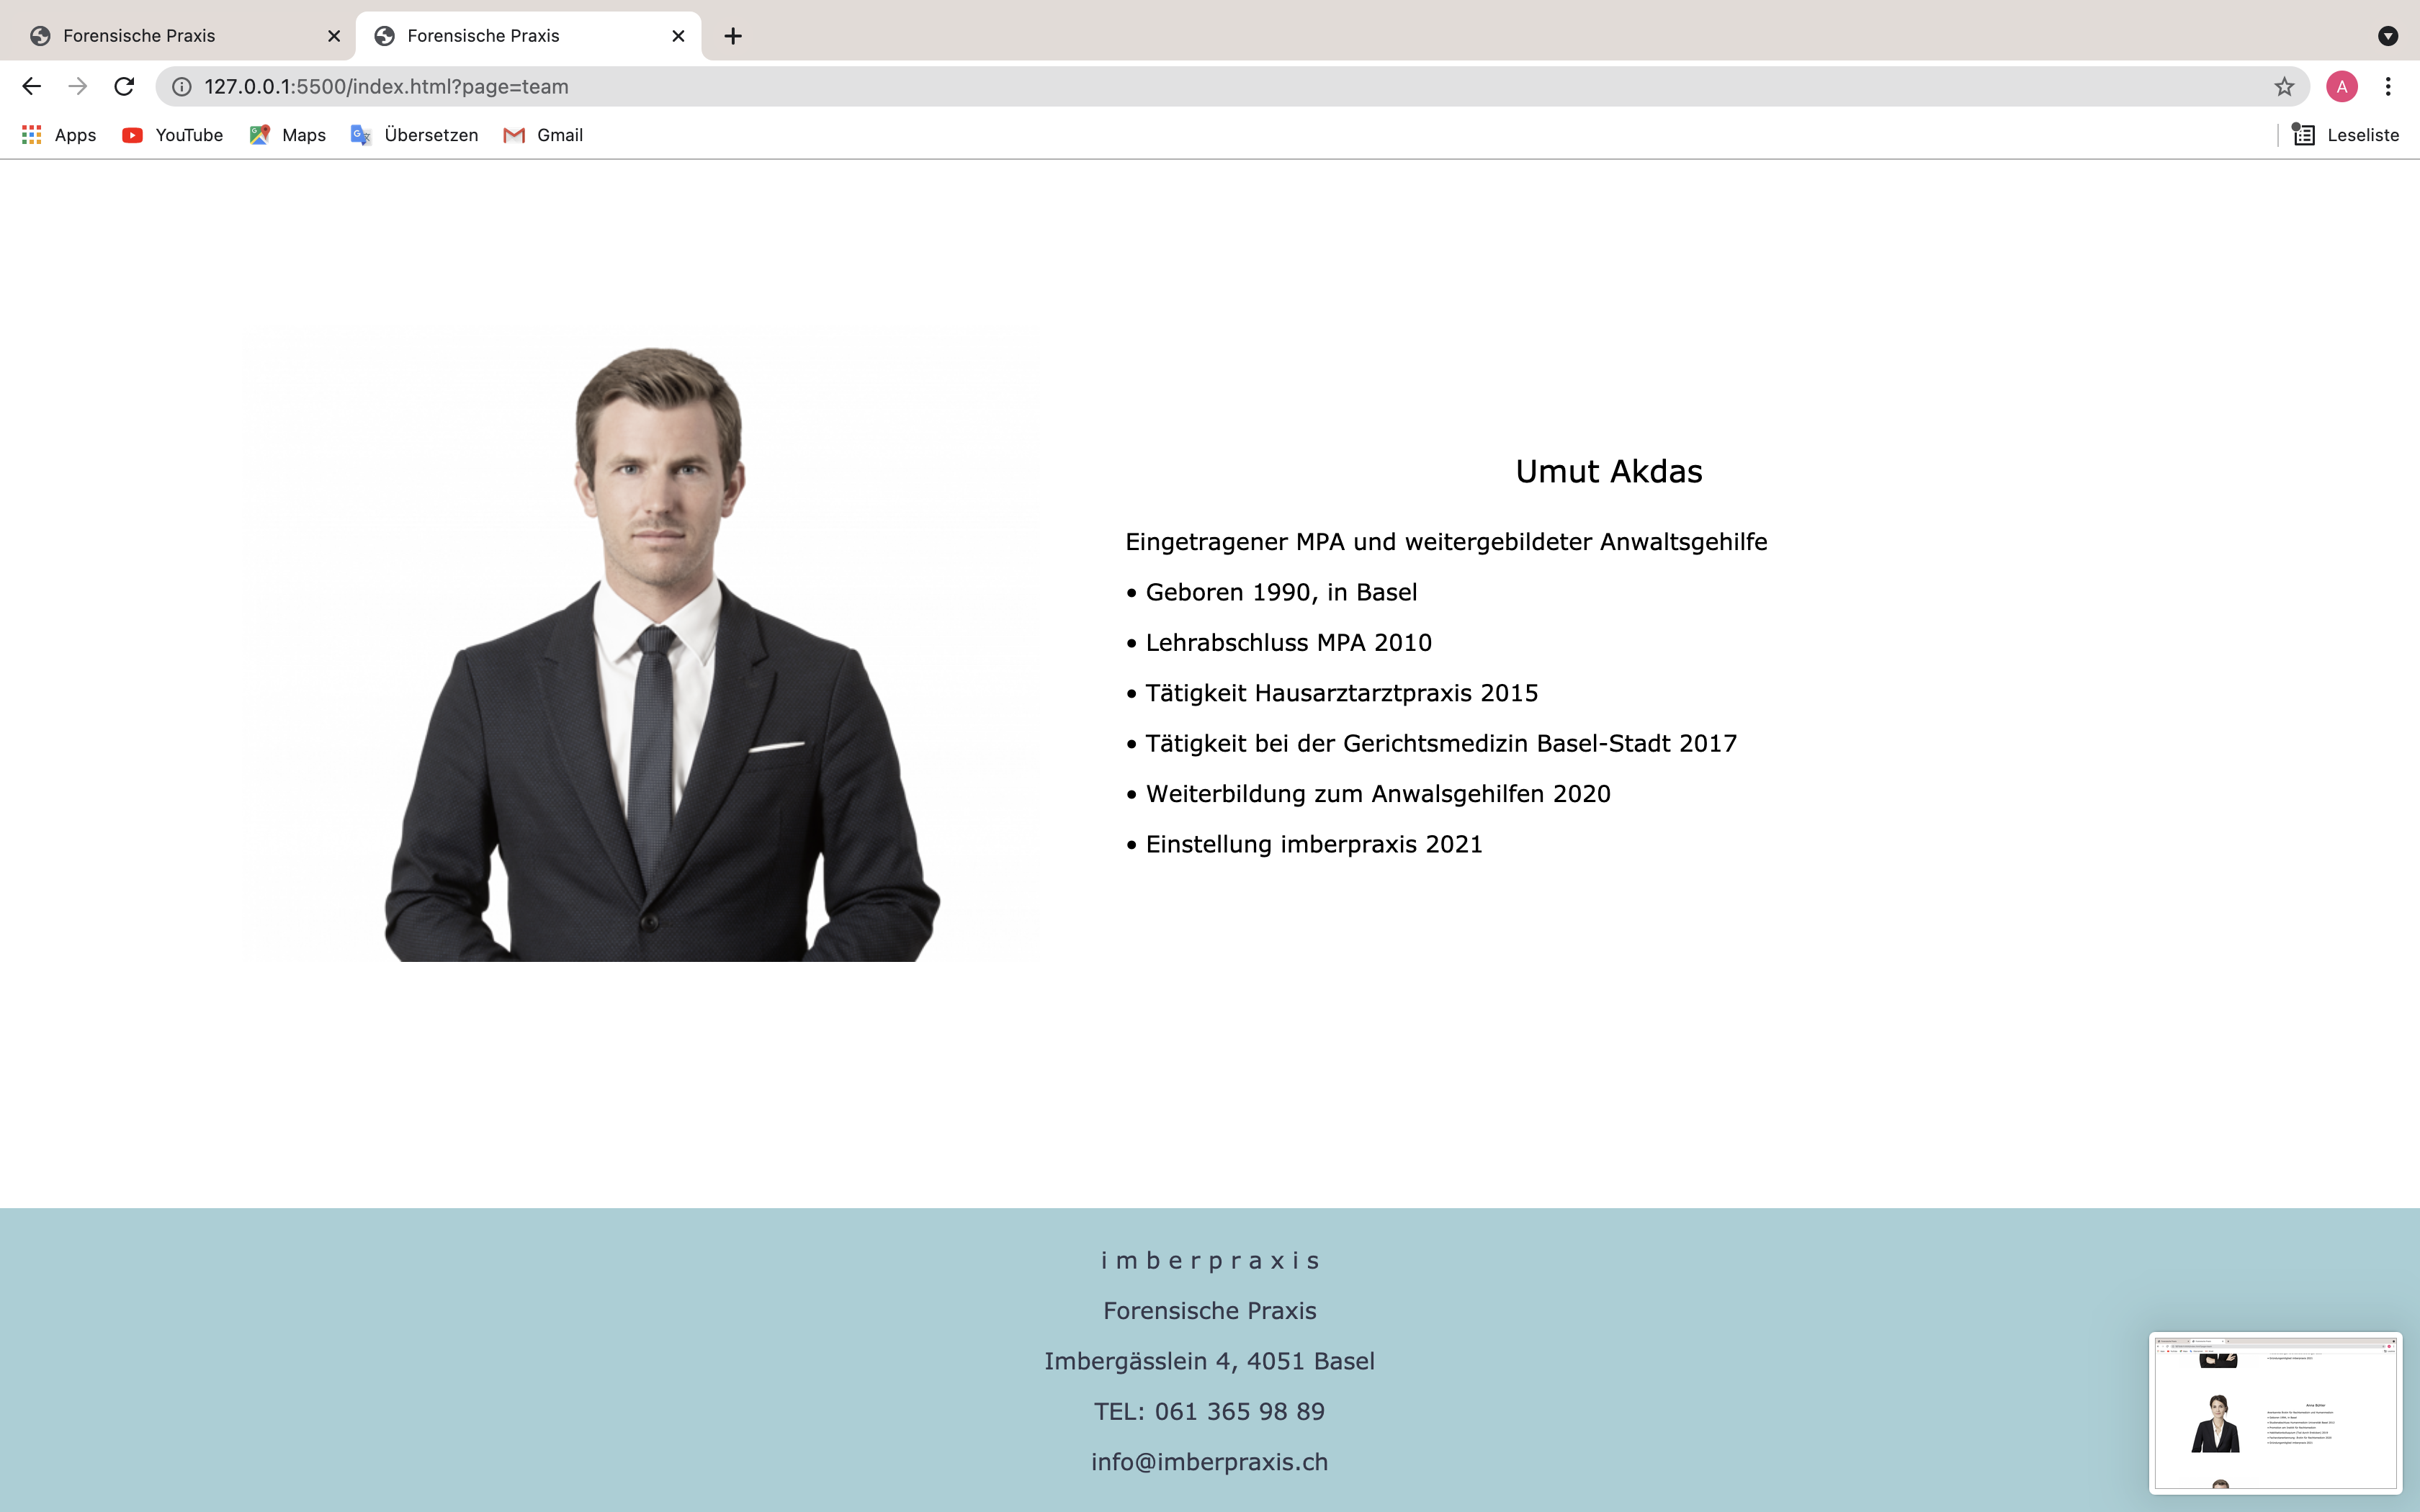 Forensische Praxis
Forensische Praxis
127.0.0.1:5500/index.html?page=team
A
Apps
YouTube
Maps
Übersetzen
Gmail
Leseliste
Umut Akdas
Eingetragener MPA und weitergebildeter Anwaltsgehilfe
• Geboren 1990, in Basel
• Lehrabschluss MPA 2010
• Tätigkeit Hausarztarztpraxis 2015
• Tätigkeit bei der Gerichtsmedizin Basel-Stadt 2017
• Weiterbildung zum Anwalsgehilfen 2020
• Einstellung imberpraxis 2021
i m b e r p r a x i s
Forensische Praxis
Imbergässlein 4, 4051 Basel
TEL: 061 365 98 89
info@imberpraxis.ch